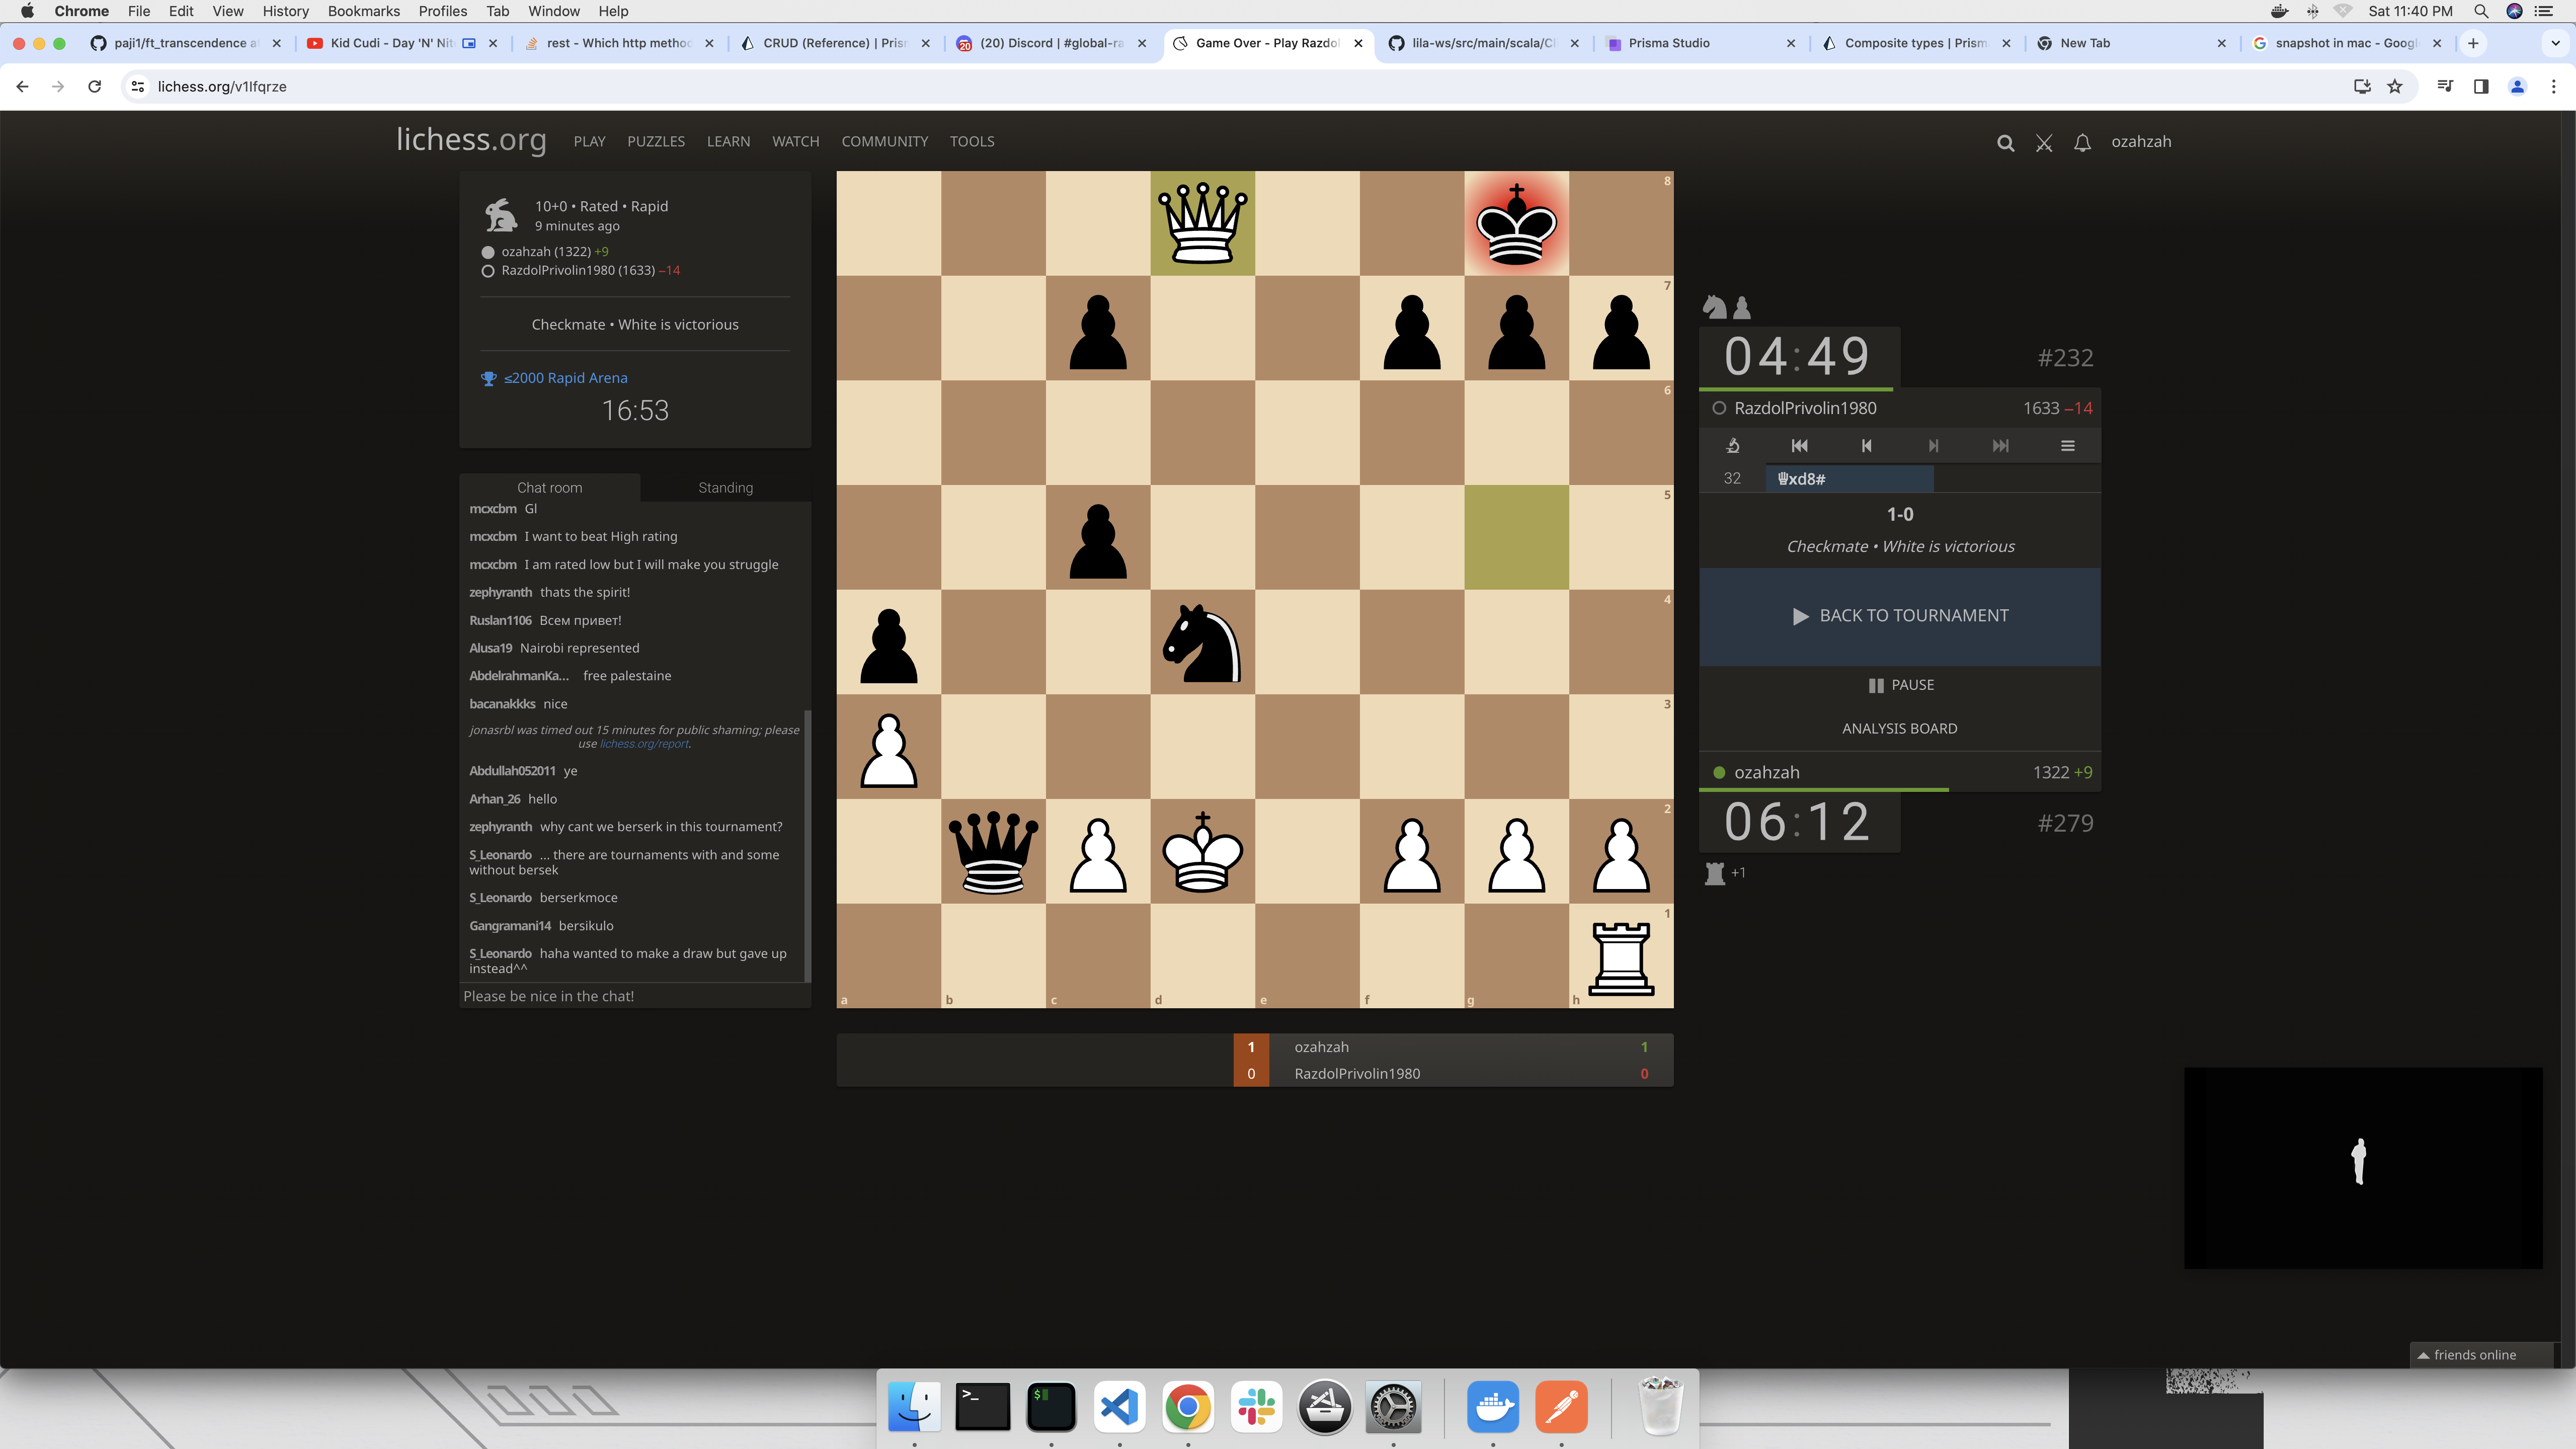 Chrome File Edit View History Bookmarks Profiles Tab Window Help
Sat 11:40 PM
paji1/ft_transcendence a
Kid Cudi - Day 'N' Nit
rest - Which http metho
CRUD (Reference) | Pris
(20) Discord | #global-ra
Game Over - Play Razdol
lila-ws/src/main/scala/Cl
Prisma Studio
Composite types | Prism
New Tab
snapshot in mac - Googl
20
lichess.org
PLAY PUZZLES LEARN WATCH COMMUNITY TOOLS
ozahzah
10+0 • Rated • Rapid
9 minutes ago
ozahzah (1322) +9
RazdolPrivolin1980 (1633) −14
Checkmate • White is victorious
≤2000 Rapid Arena
16:53
Chat room Standing
mcxcbm Gl
mcxcbm I want to beat High rating
mcxcbm I am rated low but I will make you struggle
zephyranth thats the spirit!
Ruslan1106 Всем привет!
Alusa19 Nairobi represented
AbdelrahmanKa... free palestaine
bacanakkks nice
jonasrbl was timed out 15 minutes for public shaming; please
use lichess.org/report.
Abdullah052011 ye
Arhan_26 hello
zephyranth why cant we berserk in this tournament?
S_Leonardo ... there are tournaments with and some
without bersek
S_Leonardo berserkmoce
Gangramani14 bersikulo
S_Leonardo haha wanted to make a draw but gave up
instead^^
Please be nice in the chat!
8
7
6
5
4
3
2
1
a b c d e f g h
1 ozahzah 1
0 RazdolPrivolin1980 0
04:49 #232
RazdolPrivolin1980 1633 −14
32 ♕xd8#
1-0
Checkmate • White is victorious
BACK TO TOURNAMENT
PAUSE
ANALYSIS BOARD
ozahzah 1322 +9
06:12 #279
+1
friends online
>_
$